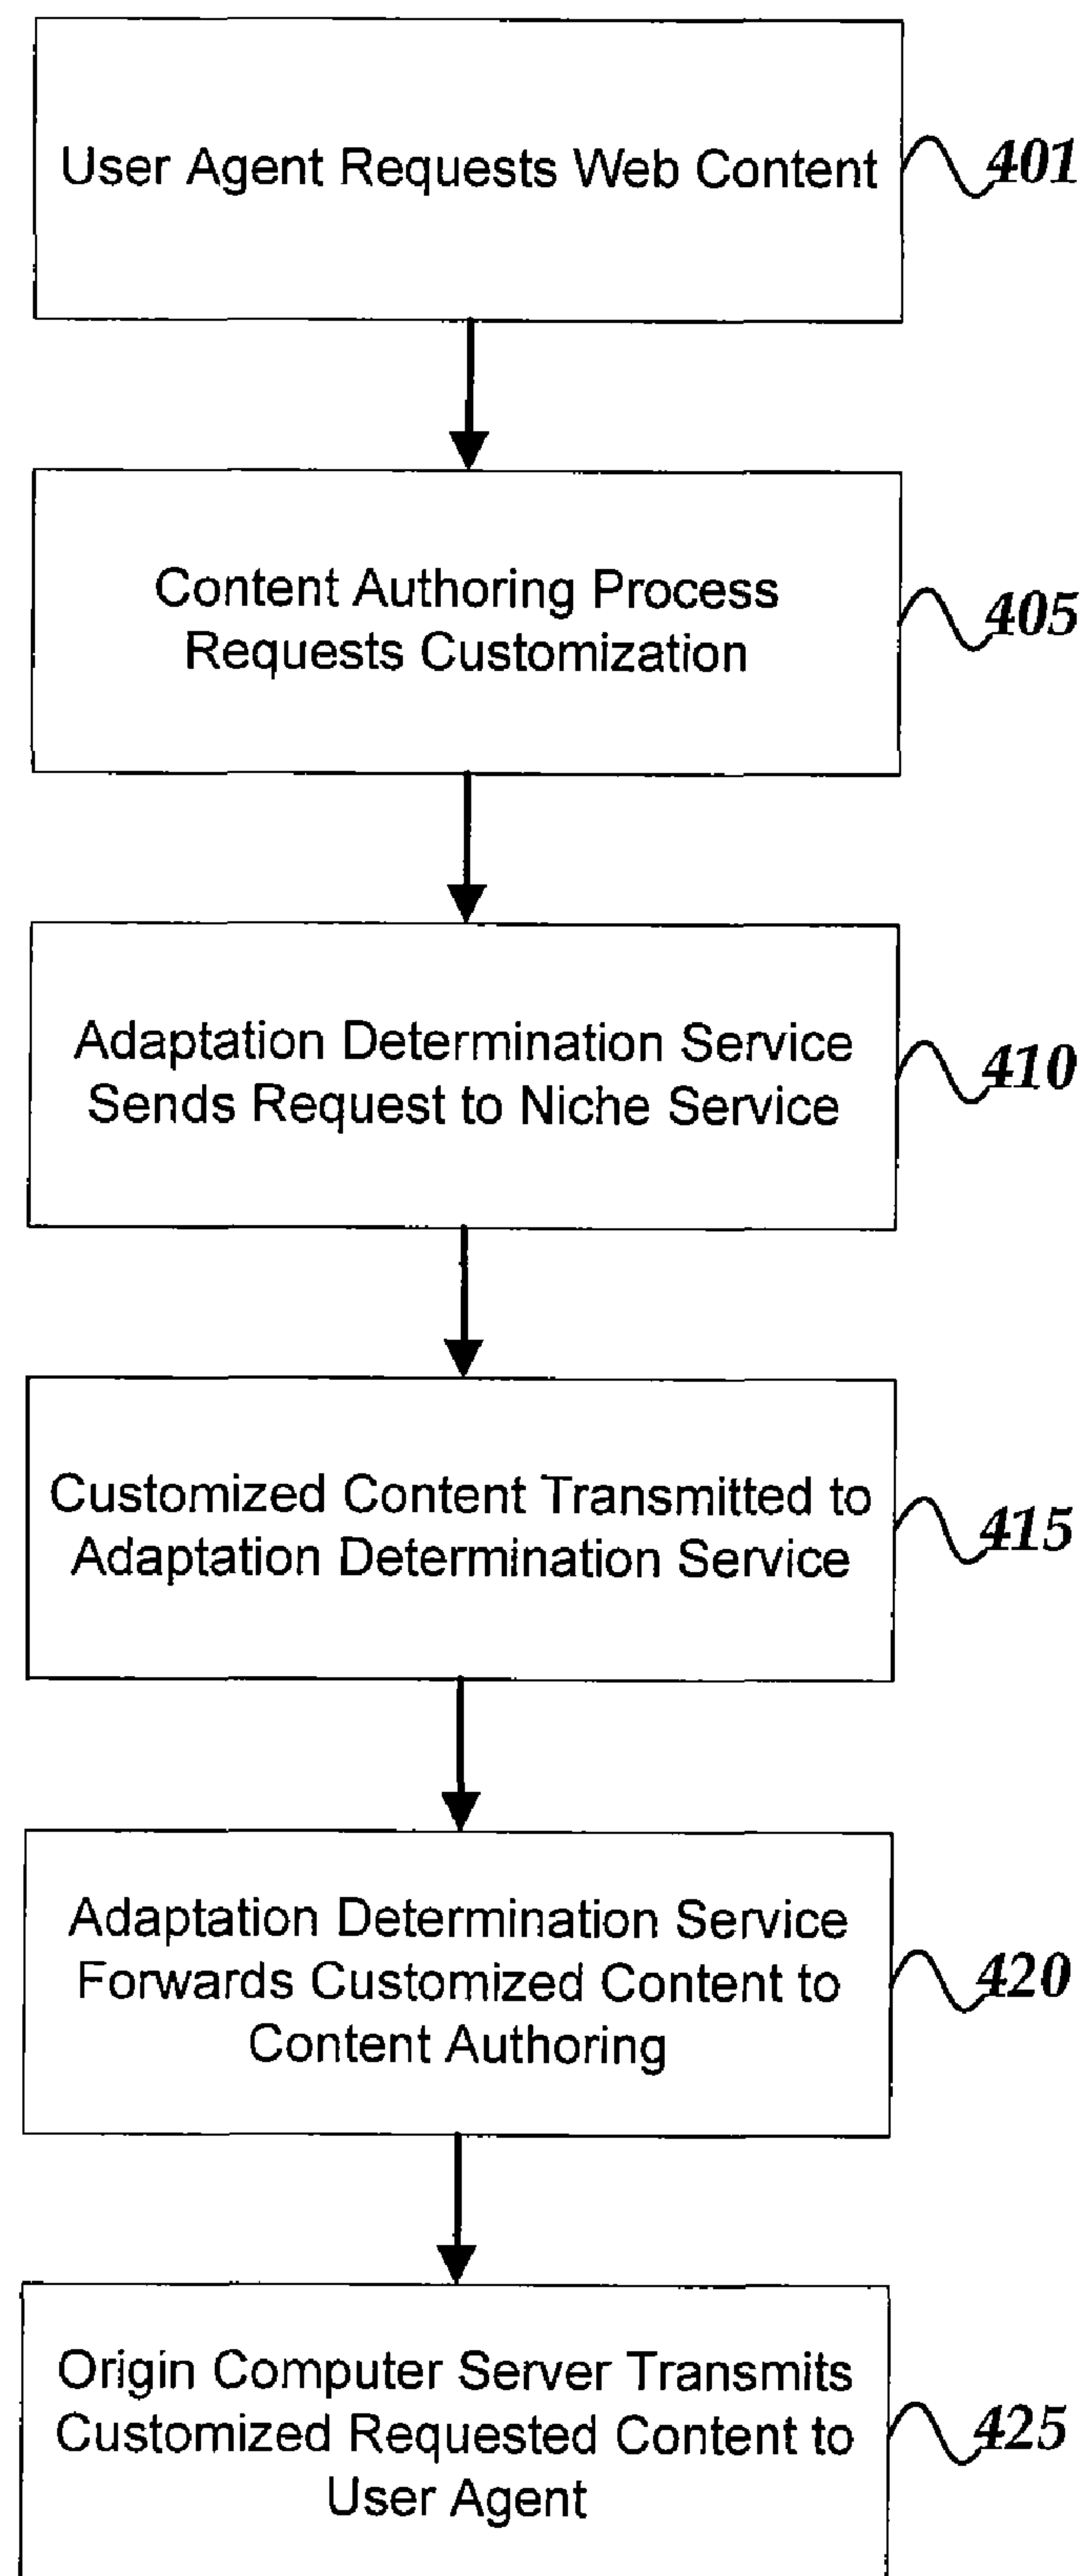 User Agent Requests Web Content
401
Content Authoring Process
Requests Customization
405
Adaptation Determination Service
Sends Request to Niche Service
410
Customized Content Transmitted to
Adaptation Determination Service
415
Adaptation Determination Service
Forwards Customized Content to
Content Authoring
420
Origin Computer Server Transmits
Customized Requested Content to
User Agent
425